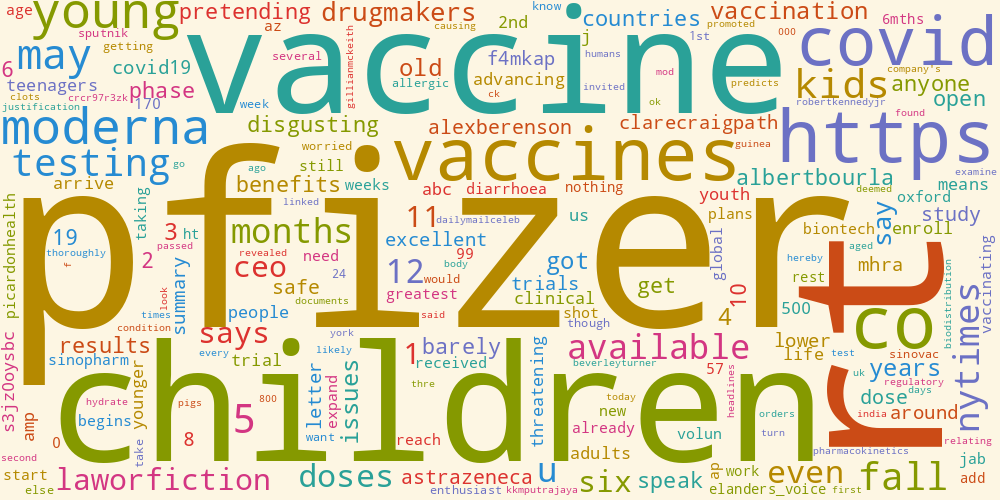 age
young
pretending
drugmakers
know
countries
vaccination
6mths
covid
sputnik
az
causing
2nd
promoted
000
getting
may
vaccine
several
gillianmckeith
j
1st
humans
f4mkap
old
6
covid19
teenagers
phase
allergic
advancing
company's
kids
anyone
mod
predicts
clots
crcr97r3zk
170
week
ck
invited
ok
robertkennedyjr
open
justification
moderna
disgusting
alexberenson
clarecraigpath
found
https
testing
go
worried
vaccines
guinea
ago
still
albertbourla
examine
arrive
benefits
weeks
abc
diarrhoea
nothing
youth
deemed
means
linked
oxford
picardonhealth
taking
pfizer
11
dailymailceleb
us
plans
study
19
3
ht
months
excellent
biontech
say
enroll
thoroughly
passed
revealed
99
global
aged
f
2
summary
ceo
need
12
body
would
got
hereby
mhra
24
trials
rest
safe
greatest
clinical
get
10
look
documents
500
vaccinating
biodistribution
times
people
said
shot
4
rt
co
condition
says
york
though
nytimes
s3jz0oysbc
results
every
likely
1
barely
available
lower
life
test
sinovac
sinopharm
younger
trial
received
threatening
beverleyturner
57
uk
years
regulatory
children
letter
expand
issues
thre
today
headlines
days
dose
hydrate
pigs
800
amp
begins
5
new
orders
india
around
0
8
want
reach
already
volun
turn
relating
second
take
adults
pharmacokinetics
start
else
laworfiction
doses
astrazeneca
enthusiast
kkmputrajaya
u
six
speak
ap
work
elanders_voice
even
first
fall
jab
add